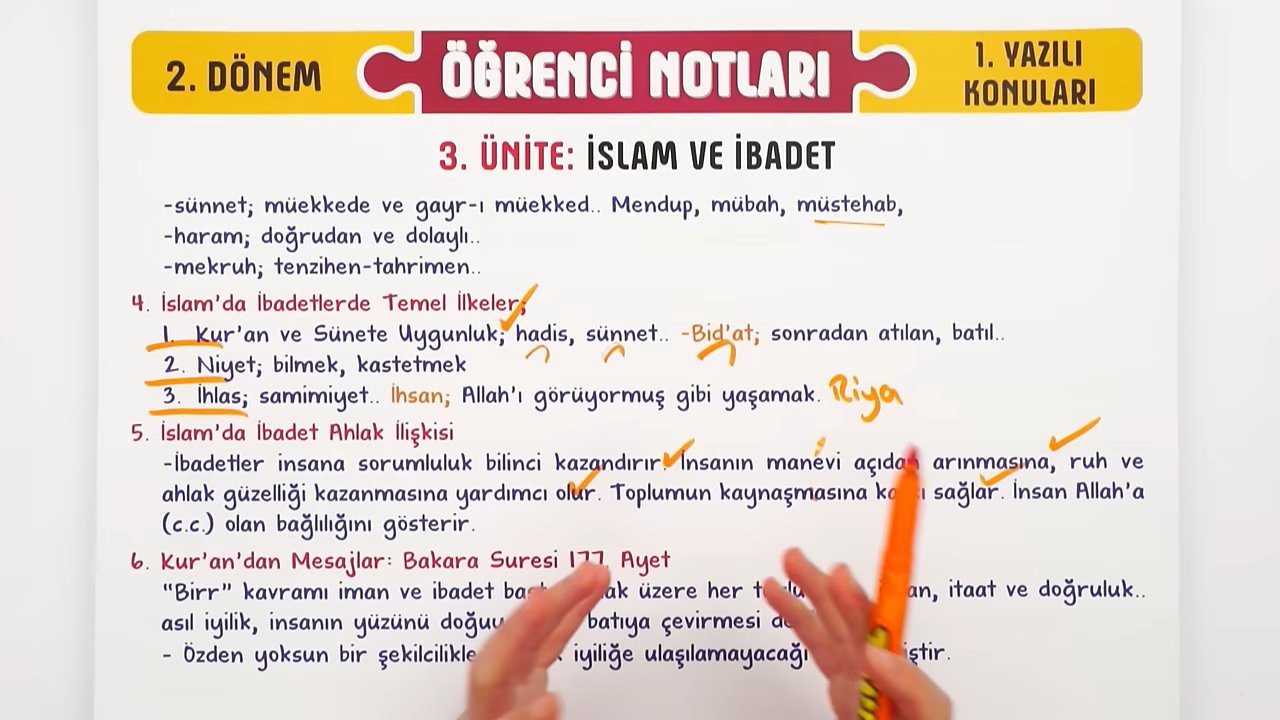 2. DÖNEM
ÖĞRENCİ NOTLARI
1. YAZILI
KONULARI
3. ÜNİTE: İSLAM VE İBADET
-sünnet; müekkede ve gayr-ı müekked.. Mendup, mübah, müstehab,
-haram; doğrudan ve dolaylı..
-mekruh; tenzihen-tahrimen..
4. İslam'da İbadetlerde Temel İlkeler;
1. Kur'an ve Sünete Uygunluk; hadis, sünnet.. -Bid'at; sonradan atılan, batıl..
2. Niyet; bilmek, kastetmek
3. İhlas; samimiyet.. İhsan; Allah'ı görüyormuş gibi yaşamak. Riya
5. İslam'da İbadet Ahlak İlişkisi
-İbadetler insana sorumluluk bilinci kazandırır. İnsanın manevi açıdan arınmasına, ruh ve
ahlak güzelliği kazanmasına yardımcı olur. Toplumun kaynaşmasına sağlar. İnsan Allah'a
(c.c.) olan bağlılığını gösterir.
6. Kur'an'dan Mesajlar: Bakara Suresi 177. Ayet
"Birr" kavramı iman ve ibadet üzere her itaat ve doğruluk..
asıl iyilik, insanın yüzünü batıya çevirmesi
- Özden yoksun bir iyiliğe ulaşılamayacağı